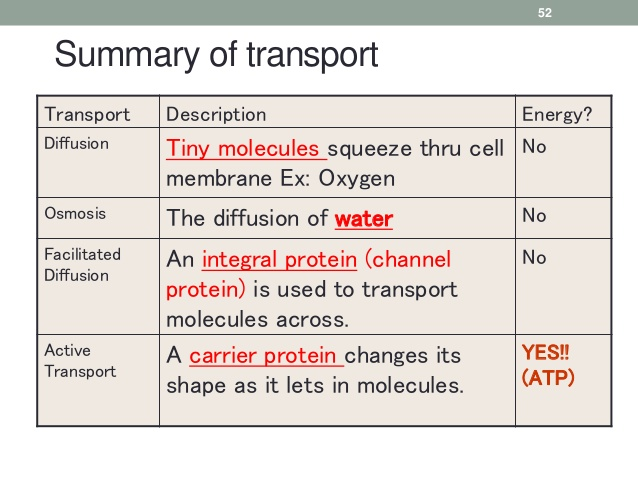 52
Summary of transport
Transport Description Energy?
Diffusion Tiny molecules squeeze thru cell No
membrane Ex: Oxygen
Osmosis The diffusion of water No
Facilitated An integral protein (channel No
Diffusion protein) is used to transport
molecules across.
Active A carrier protein changes its YES!!
Transport shape as it lets in molecules. (ATP)